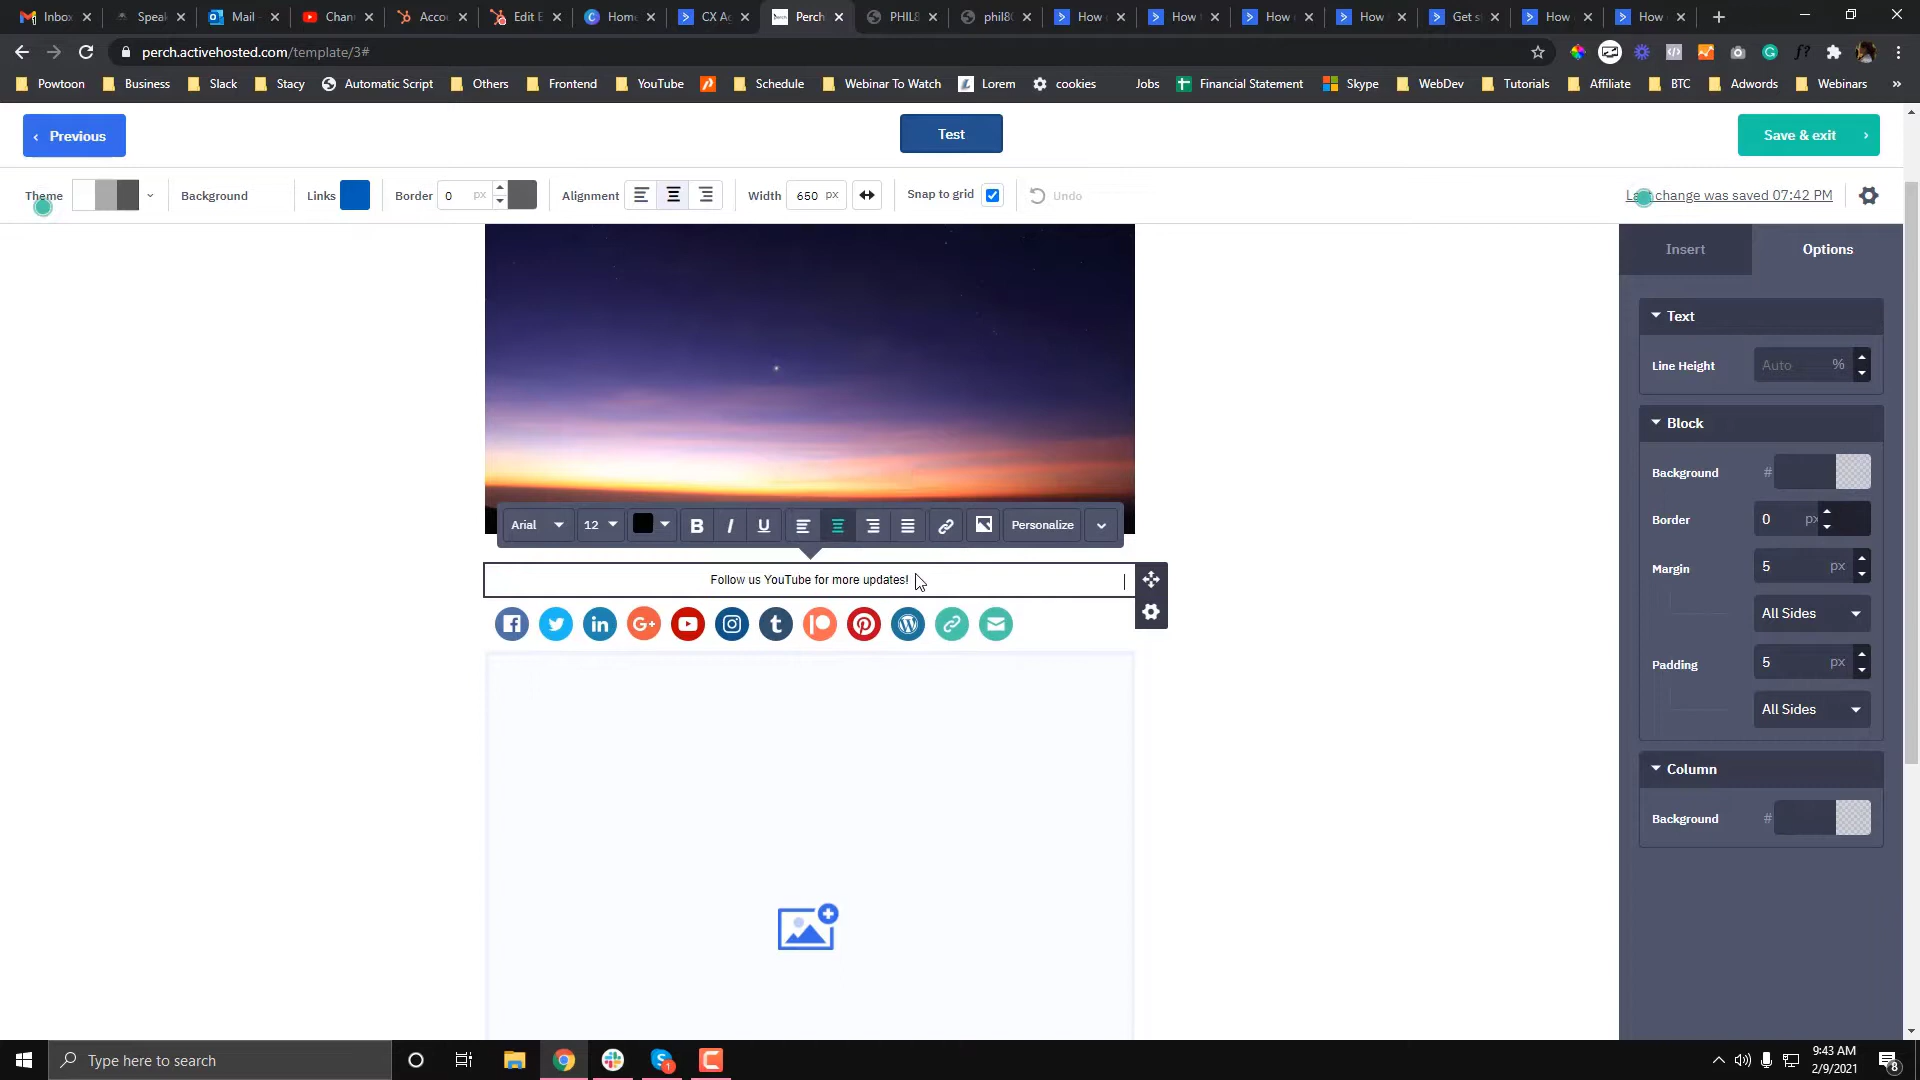 Inbox
Speak
Mail -
Chann
Accou
Edit E
Home
CX Ag
Perch
PHIL8
phil8(
How
How
How
How
Get s
How
How
perch.activehosted.com/template/3#
Powtoon Business Slack Stacy Automatic Script Others Frontend YouTube Schedule Webinar To Watch Lorem cookies Jobs Financial Statement Skype WebDev Tutorials Affiliate BTC Adwords Webinars »
Previous
Test
Save & exit
Theme Background Links Border 0 px Alignment Width 650 px Snap to grid Undo
change was saved 07:42 PM
Insert Options
Text
Line Height Auto %
Block
Background #
Border 0 px
Margin 5 px
All Sides
Padding 5 px
All Sides
Column
Background #
Arial 12 B I U Personalize
Follow us YouTube for more updates!
Type here to search
9:43 AM
2/9/2021
8